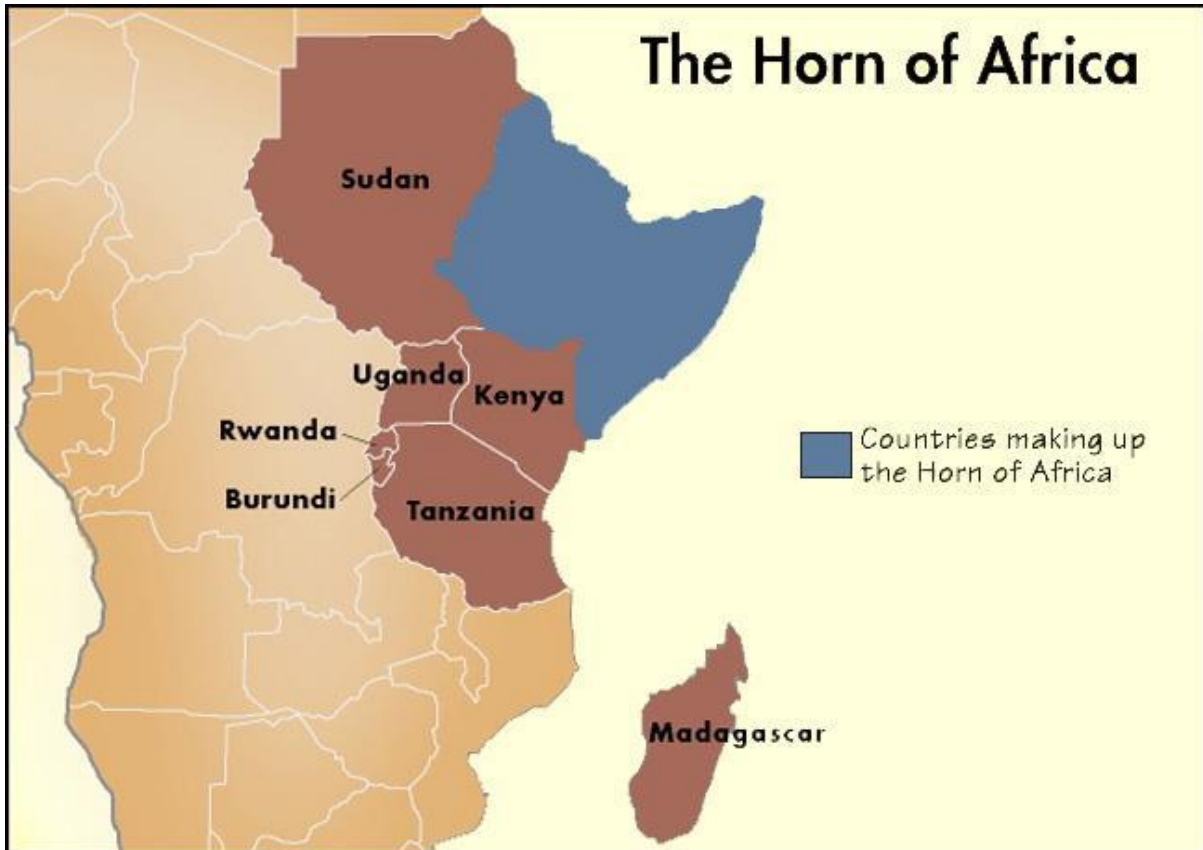 The Horn of Africa
Sudan
Uganda
Kenya
Rwanda
Burundi
Tanzania
Countries making up
the Horn of Africa
Madagascar